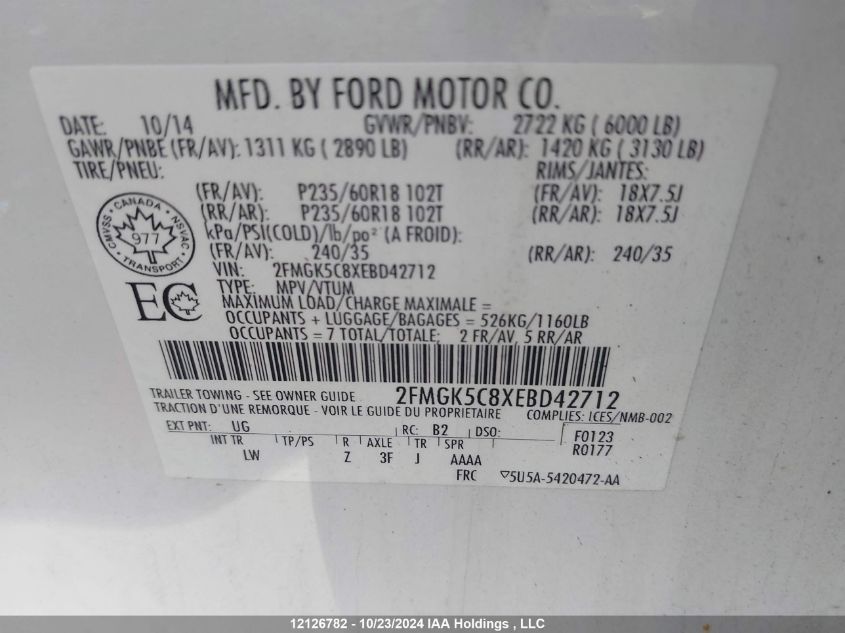 MFD. BY FORD MOTOR CO.
DATE: 10/14 GVWR/PNBV: 2722 KG ( 6000 LB)
GAWR/PNBE (FR/AV): 1311 KG ( 2890 LB) (RR/AR): 1420 KG ( 3130 LB)
TIRE/PNEU: RIMS/JANTES:
(FR/AV): P235/60R18 102T (FR/AV): 18X7.5J
(RR/AR): P235/60R18 102T (RR/AR): 18X7.5J
kPa/PSI(COLD)/lb/po² (A FROID):
(FR/AV): 240/35 (RR/AR): 240/35
CANADA
CMVSS NSVAC
977
TRANSPORT
VIN: 2FMGK5C8XEBD42712
TYPE: MPV/VTUM
EC
MAXIMUM LOAD/CHARGE MAXIMALE =
OCCUPANTS + LUGGAGE/BAGAGES = 526KG/1160LB
OCCUPANTS = 7 TOTAL/TOTALE; 2 FR/AV, 5 RR/AR
TRAILER TOWING - SEE OWNER GUIDE 2FMGK5C8XEBD42712
TRACTION D'UNE REMORQUE - VOIR LE GUIDE DU PROPRIETAIRE COMPLIES: ICES/NMB-002
EXT PNT: UG RC: B2 DSO: F0123
INT TR TP/PS R AXLE TR SPR R0177
LW Z 3F J AAAA
FRC ▽5U5A-5420472-AA
12126782 - 10/23/2024 IAA Holdings , LLC